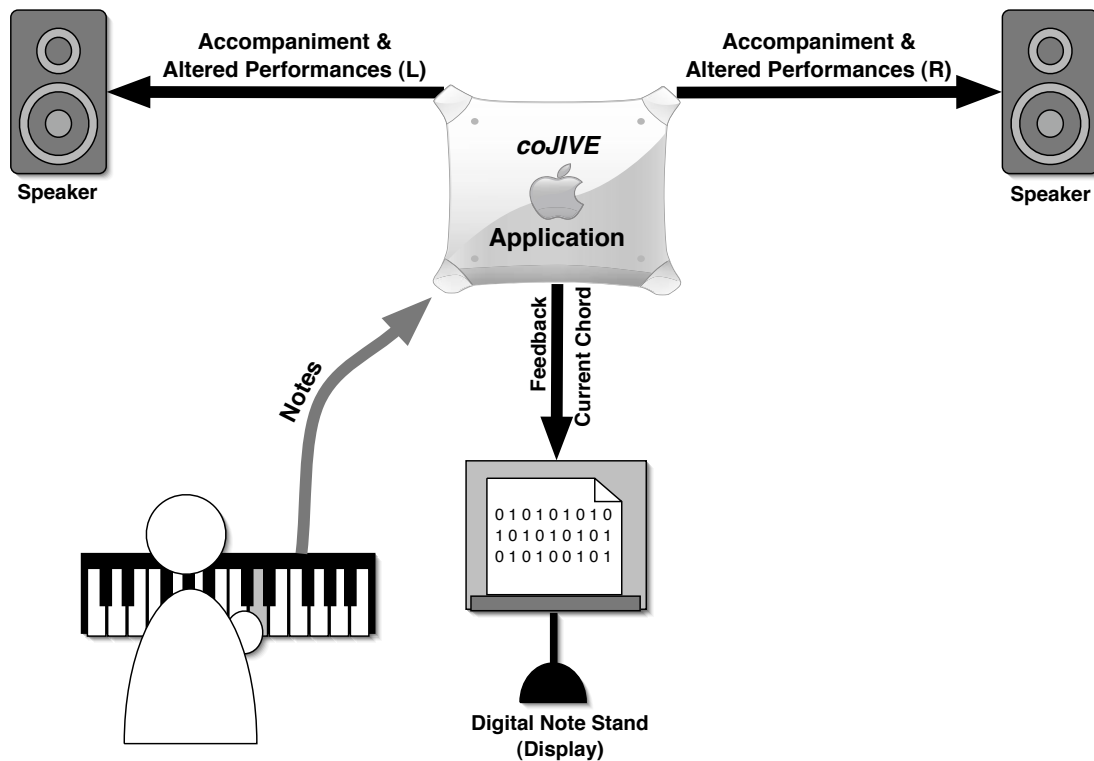 Accompaniment &
Altered Performances (L)
Accompaniment &
Altered Performances (R)
Speaker
Speaker
coJIVE
Application
Feedback
Current Chord
Notes
0 1 0 1 0 1 0 1 0
1 0 1 0 1 0 1 0 1
0 1 0 1 0 0 1 0 1
Digital Note Stand
(Display)